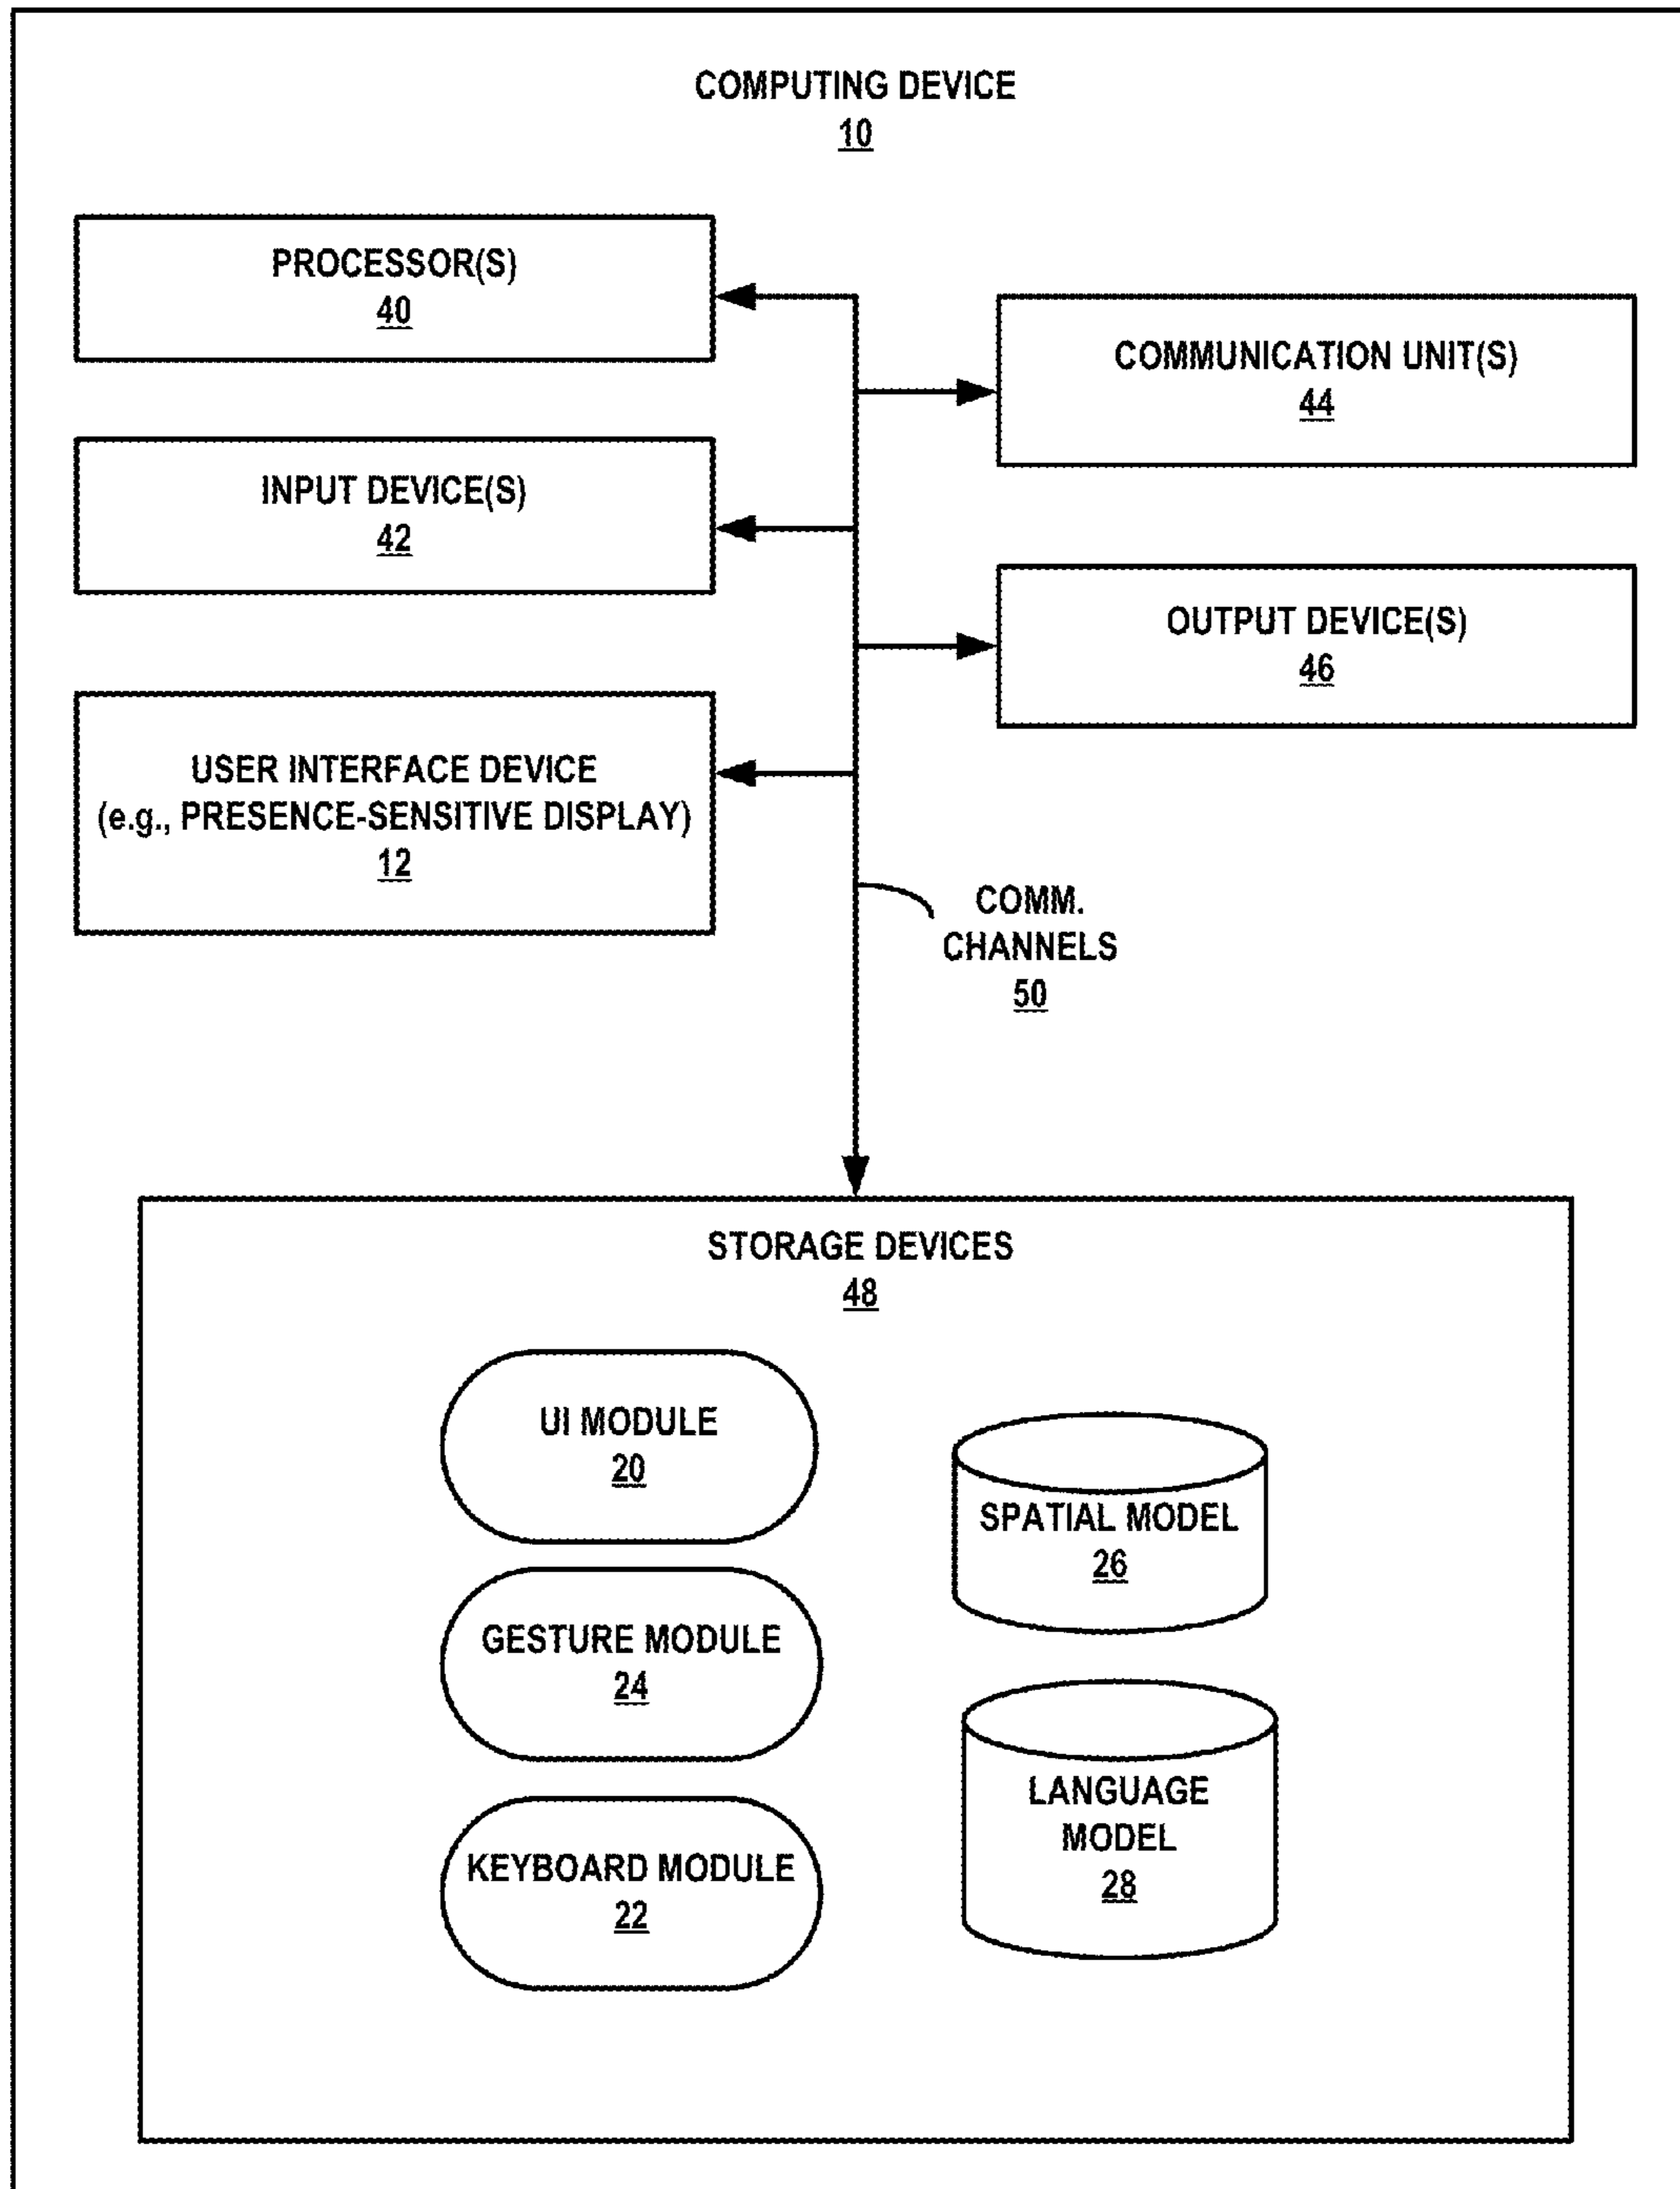 COMPUTING DEVICE
10
PROCESSOR(S)
40
COMMUNICATION UNIT(S)
44
INPUT DEVICE(S)
42
OUTPUT DEVICE(S)
46
USER INTERFACE DEVICE
(e.g., PRESENCE-SENSITIVE DISPLAY)
12
COMM.
CHANNELS
50
STORAGE DEVICES
48
UI MODULE
20
SPATIAL MODEL
26
GESTURE MODULE
24
LANGUAGE
MODEL
28
KEYBOARD MODULE
22